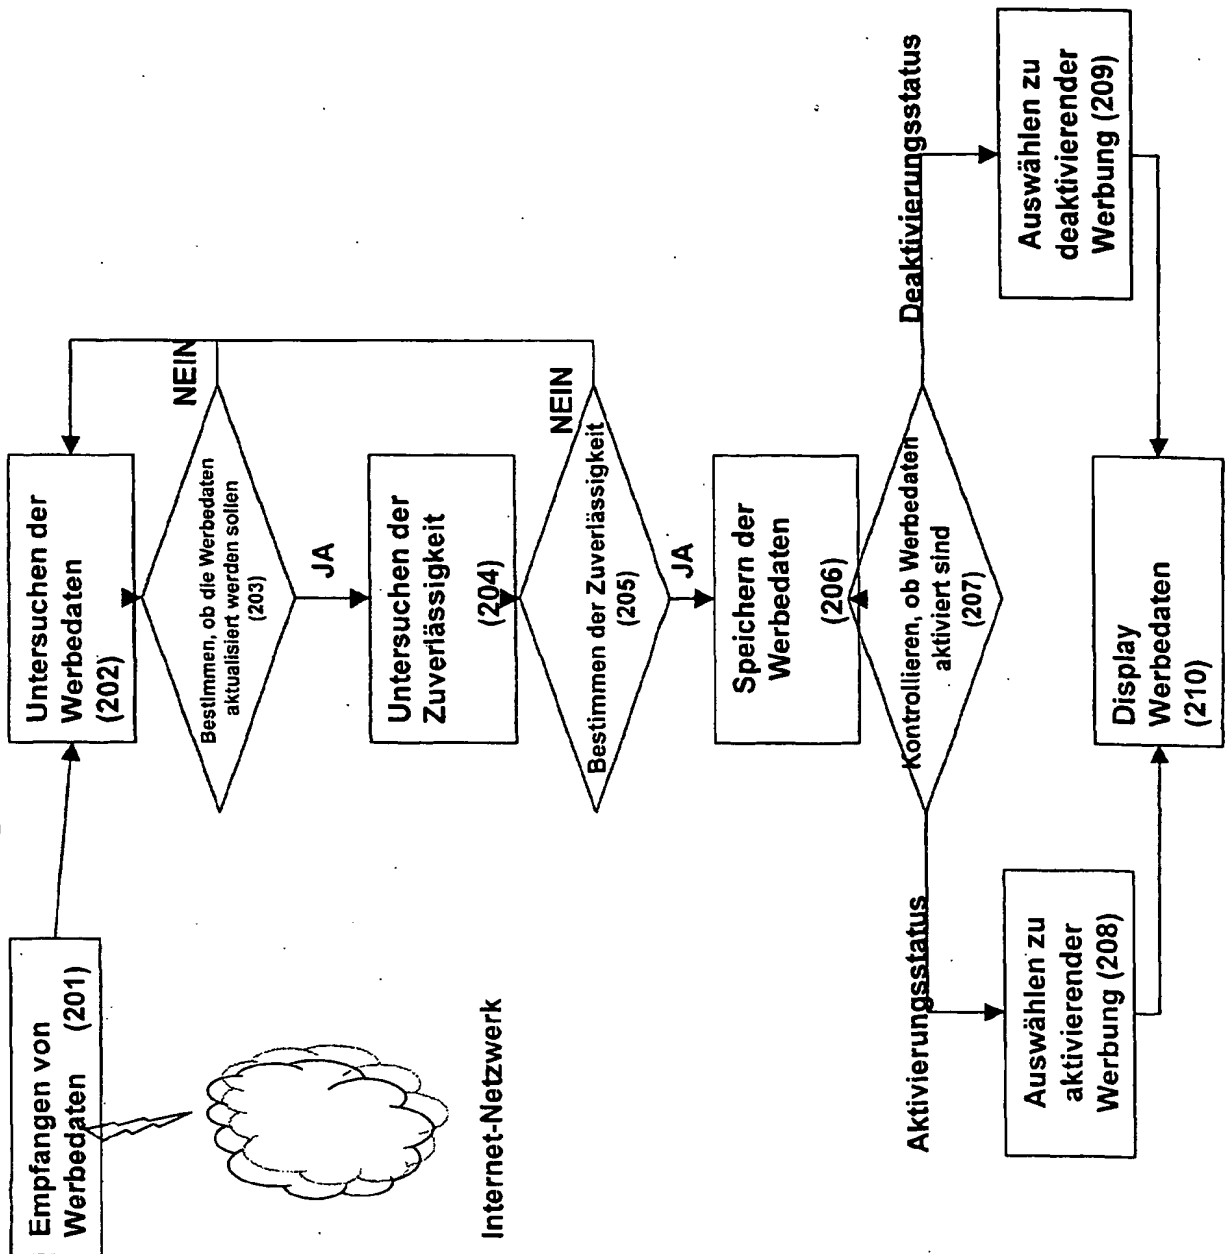 Empfangen von
Werbedaten (201)
Internet-Netzwerk
Untersuchen der
Werbedaten
(202)
Bestimmen, ob die Werbedaten
aktualisiert werden sollen
(203)
NEIN
JA
Untersuchen der
Zuverlässigkeit
(204)
Bestimmen der Zuverlässigkeit
(205)
NEIN
JA
Speichern der
Werbedaten
(206)
Kontrollieren, ob Werbedaten
aktiviert sind
(207)
Aktivierungsstatus
Deaktivierungsstatus
Auswählen zu
aktivierender
Werbung (208)
Auswählen zu
deaktivierender
Werbung (209)
Display
Werbedaten
(210)